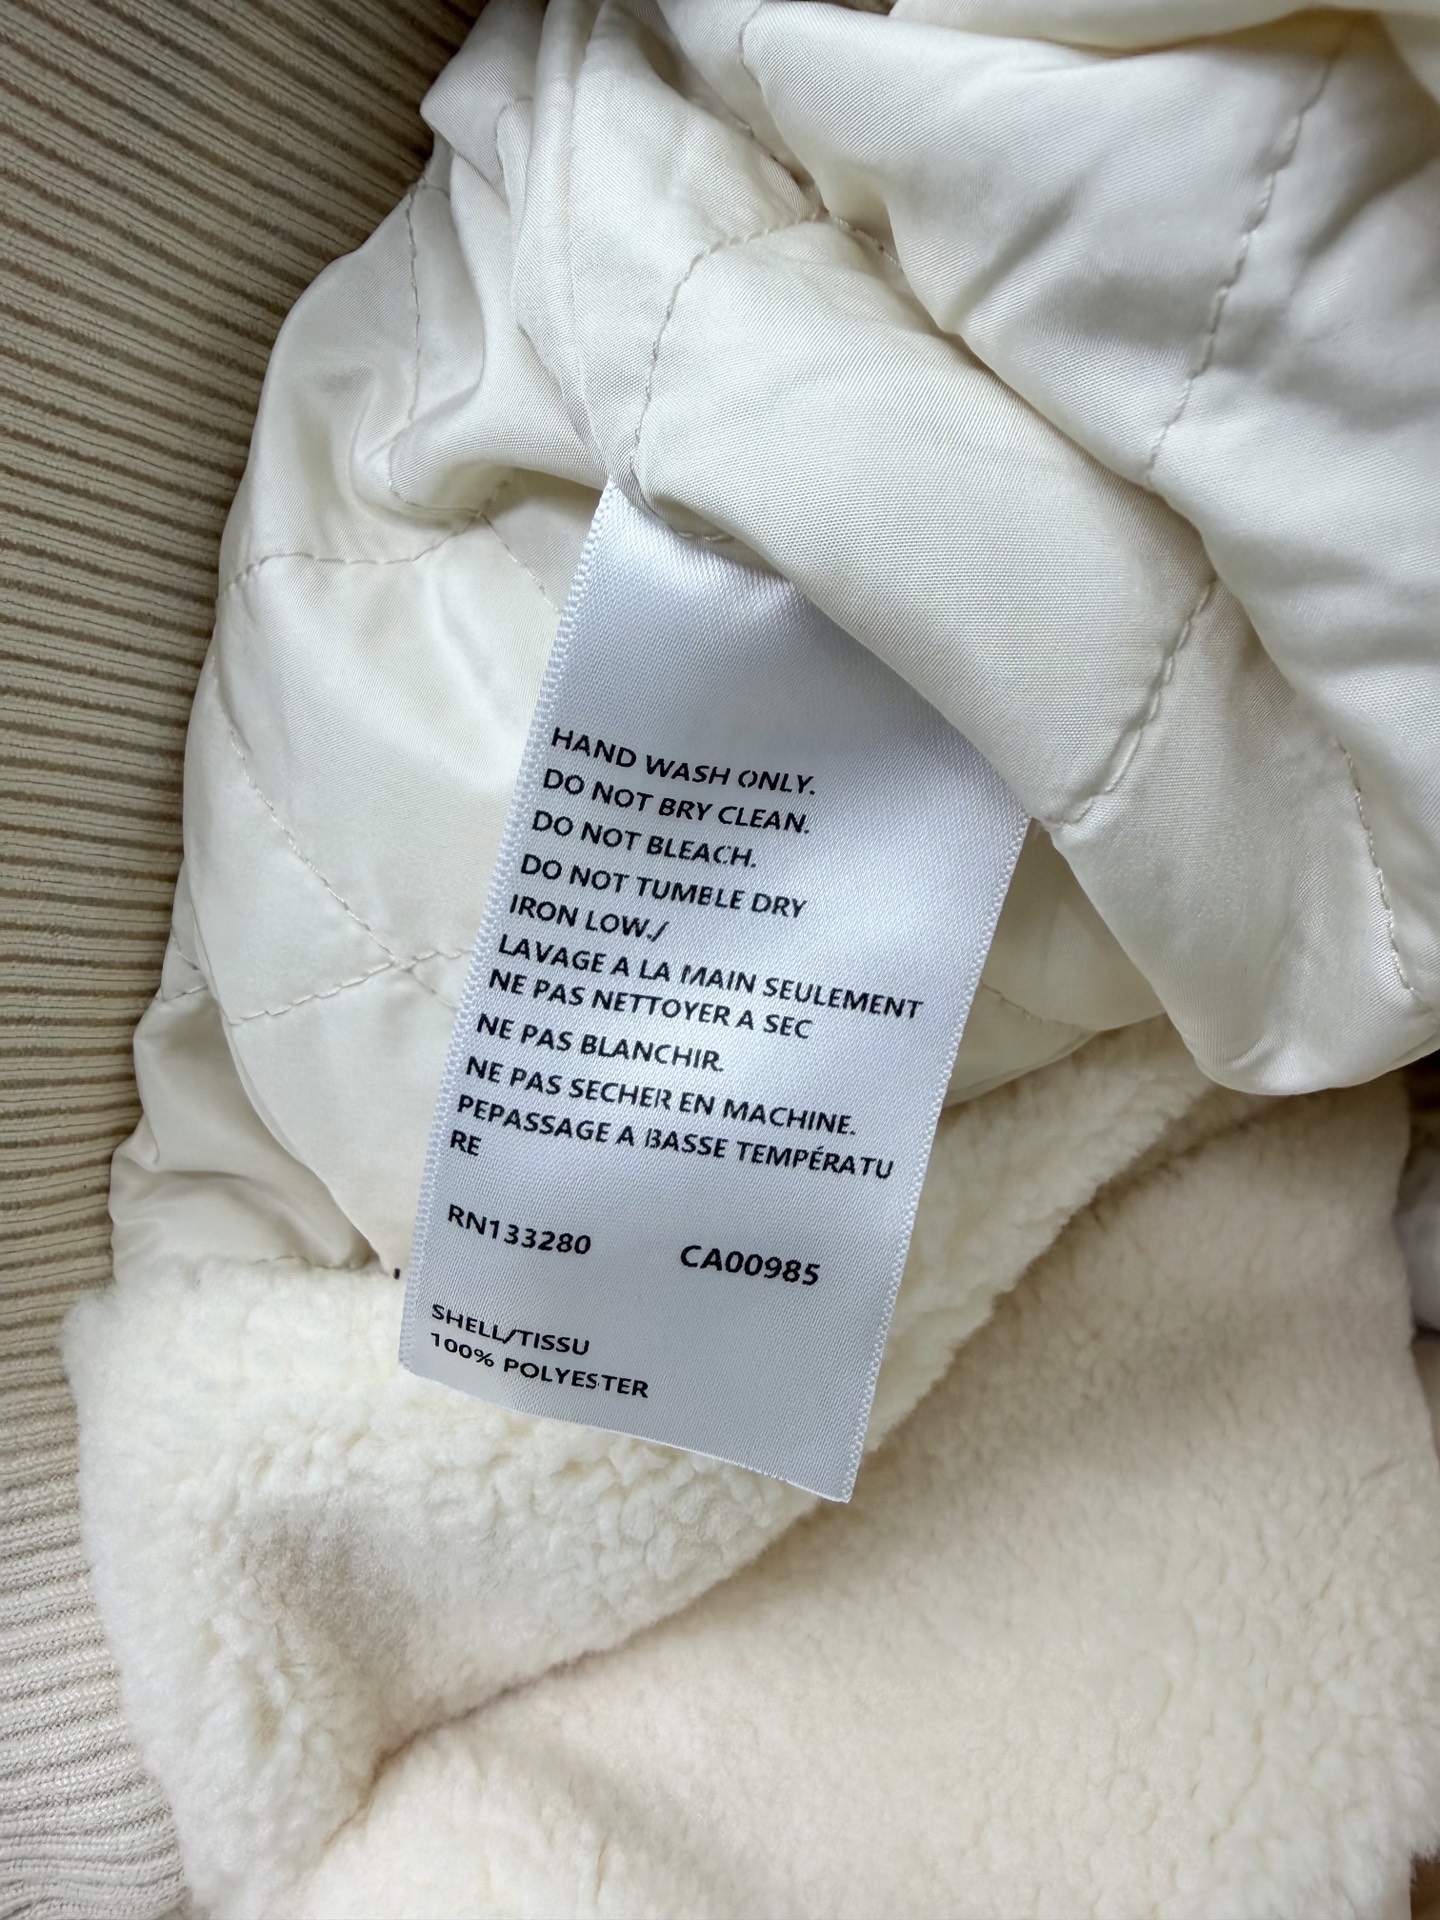 HAND WASH ONLY.
DO NOT BRY CLEAN.
DO NOT BLEACH.
DO NOT TUMBLE DRY
IRON LOW./
LAVAGE A LA MAIN SEULEMENT
NE PAS NETTOYER A SEC
NE PAS BLANCHIR.
NE PAS SECHER EN MACHINE.
PEPASSAGE A BASSE TEMPÉRATU
RE
RN133280 CA00985
SHELL/TISSU
100% POLYESTER